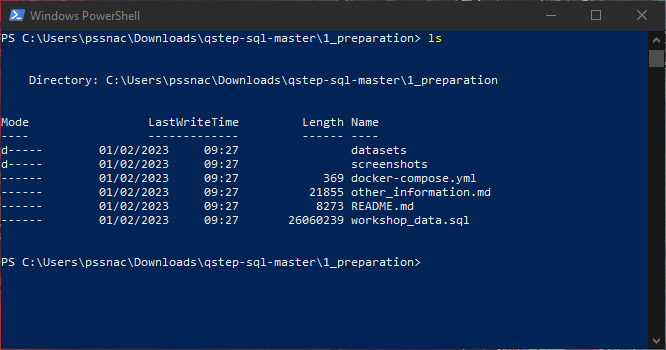 Windows PowerShell
PS C:\Users\pssnac\Downloads\qstep-sql-master\1_preparation> ls
Directory: C:\Users\pssnac\Downloads\qstep-sql-master\1_preparation
Mode LastWriteTime Length Name
---- ------------- ------ ----
d----- 01/02/2023 09:27 datasets
d----- 01/02/2023 09:27 screenshots
------ 01/02/2023 09:27 369 docker-compose.yml
------ 01/02/2023 09:27 21855 other_information.md
------ 01/02/2023 09:27 8273 README.md
------ 01/02/2023 09:27 26060239 workshop_data.sql
PS C:\Users\pssnac\Downloads\qstep-sql-master\1_preparation>